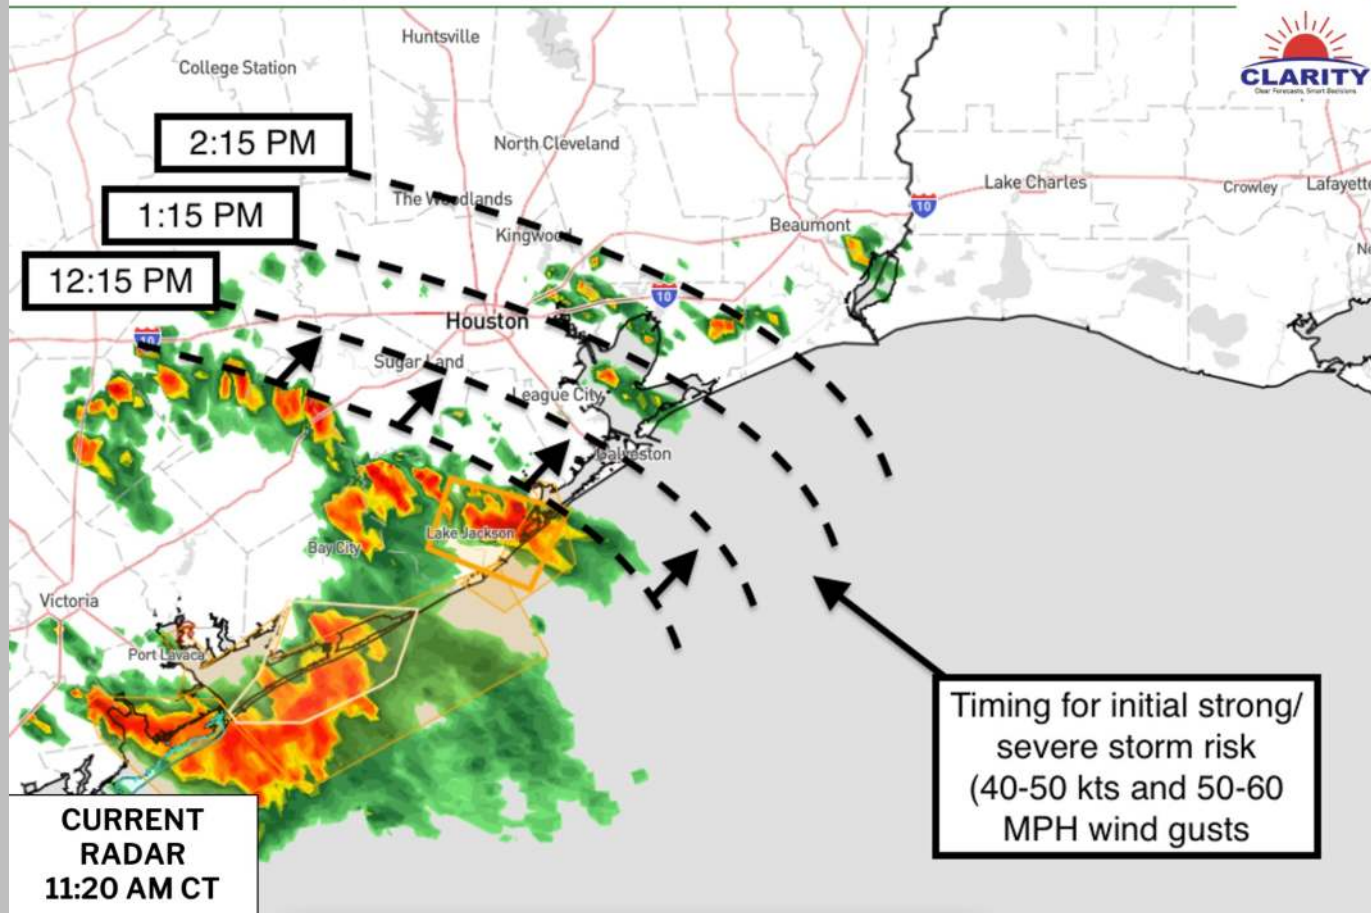 CLARITY
Clear Forecasts, Smart Decisions
Huntsville
College Station
2:15 PM
North Cleveland
The Woodlands
Lake Charles
Crowley
Lafayette
1:15 PM
10
Kingwood
Beaumont
12:15 PM
10
Houston
10
Sugar Land
League City
Galveston
Lake Jackson
Bay City
Victoria
Port Lavaca
Timing for initial strong/
severe storm risk
(40-50 kts and 50-60
MPH wind gusts
CURRENT
RADAR
11:20 AM CT